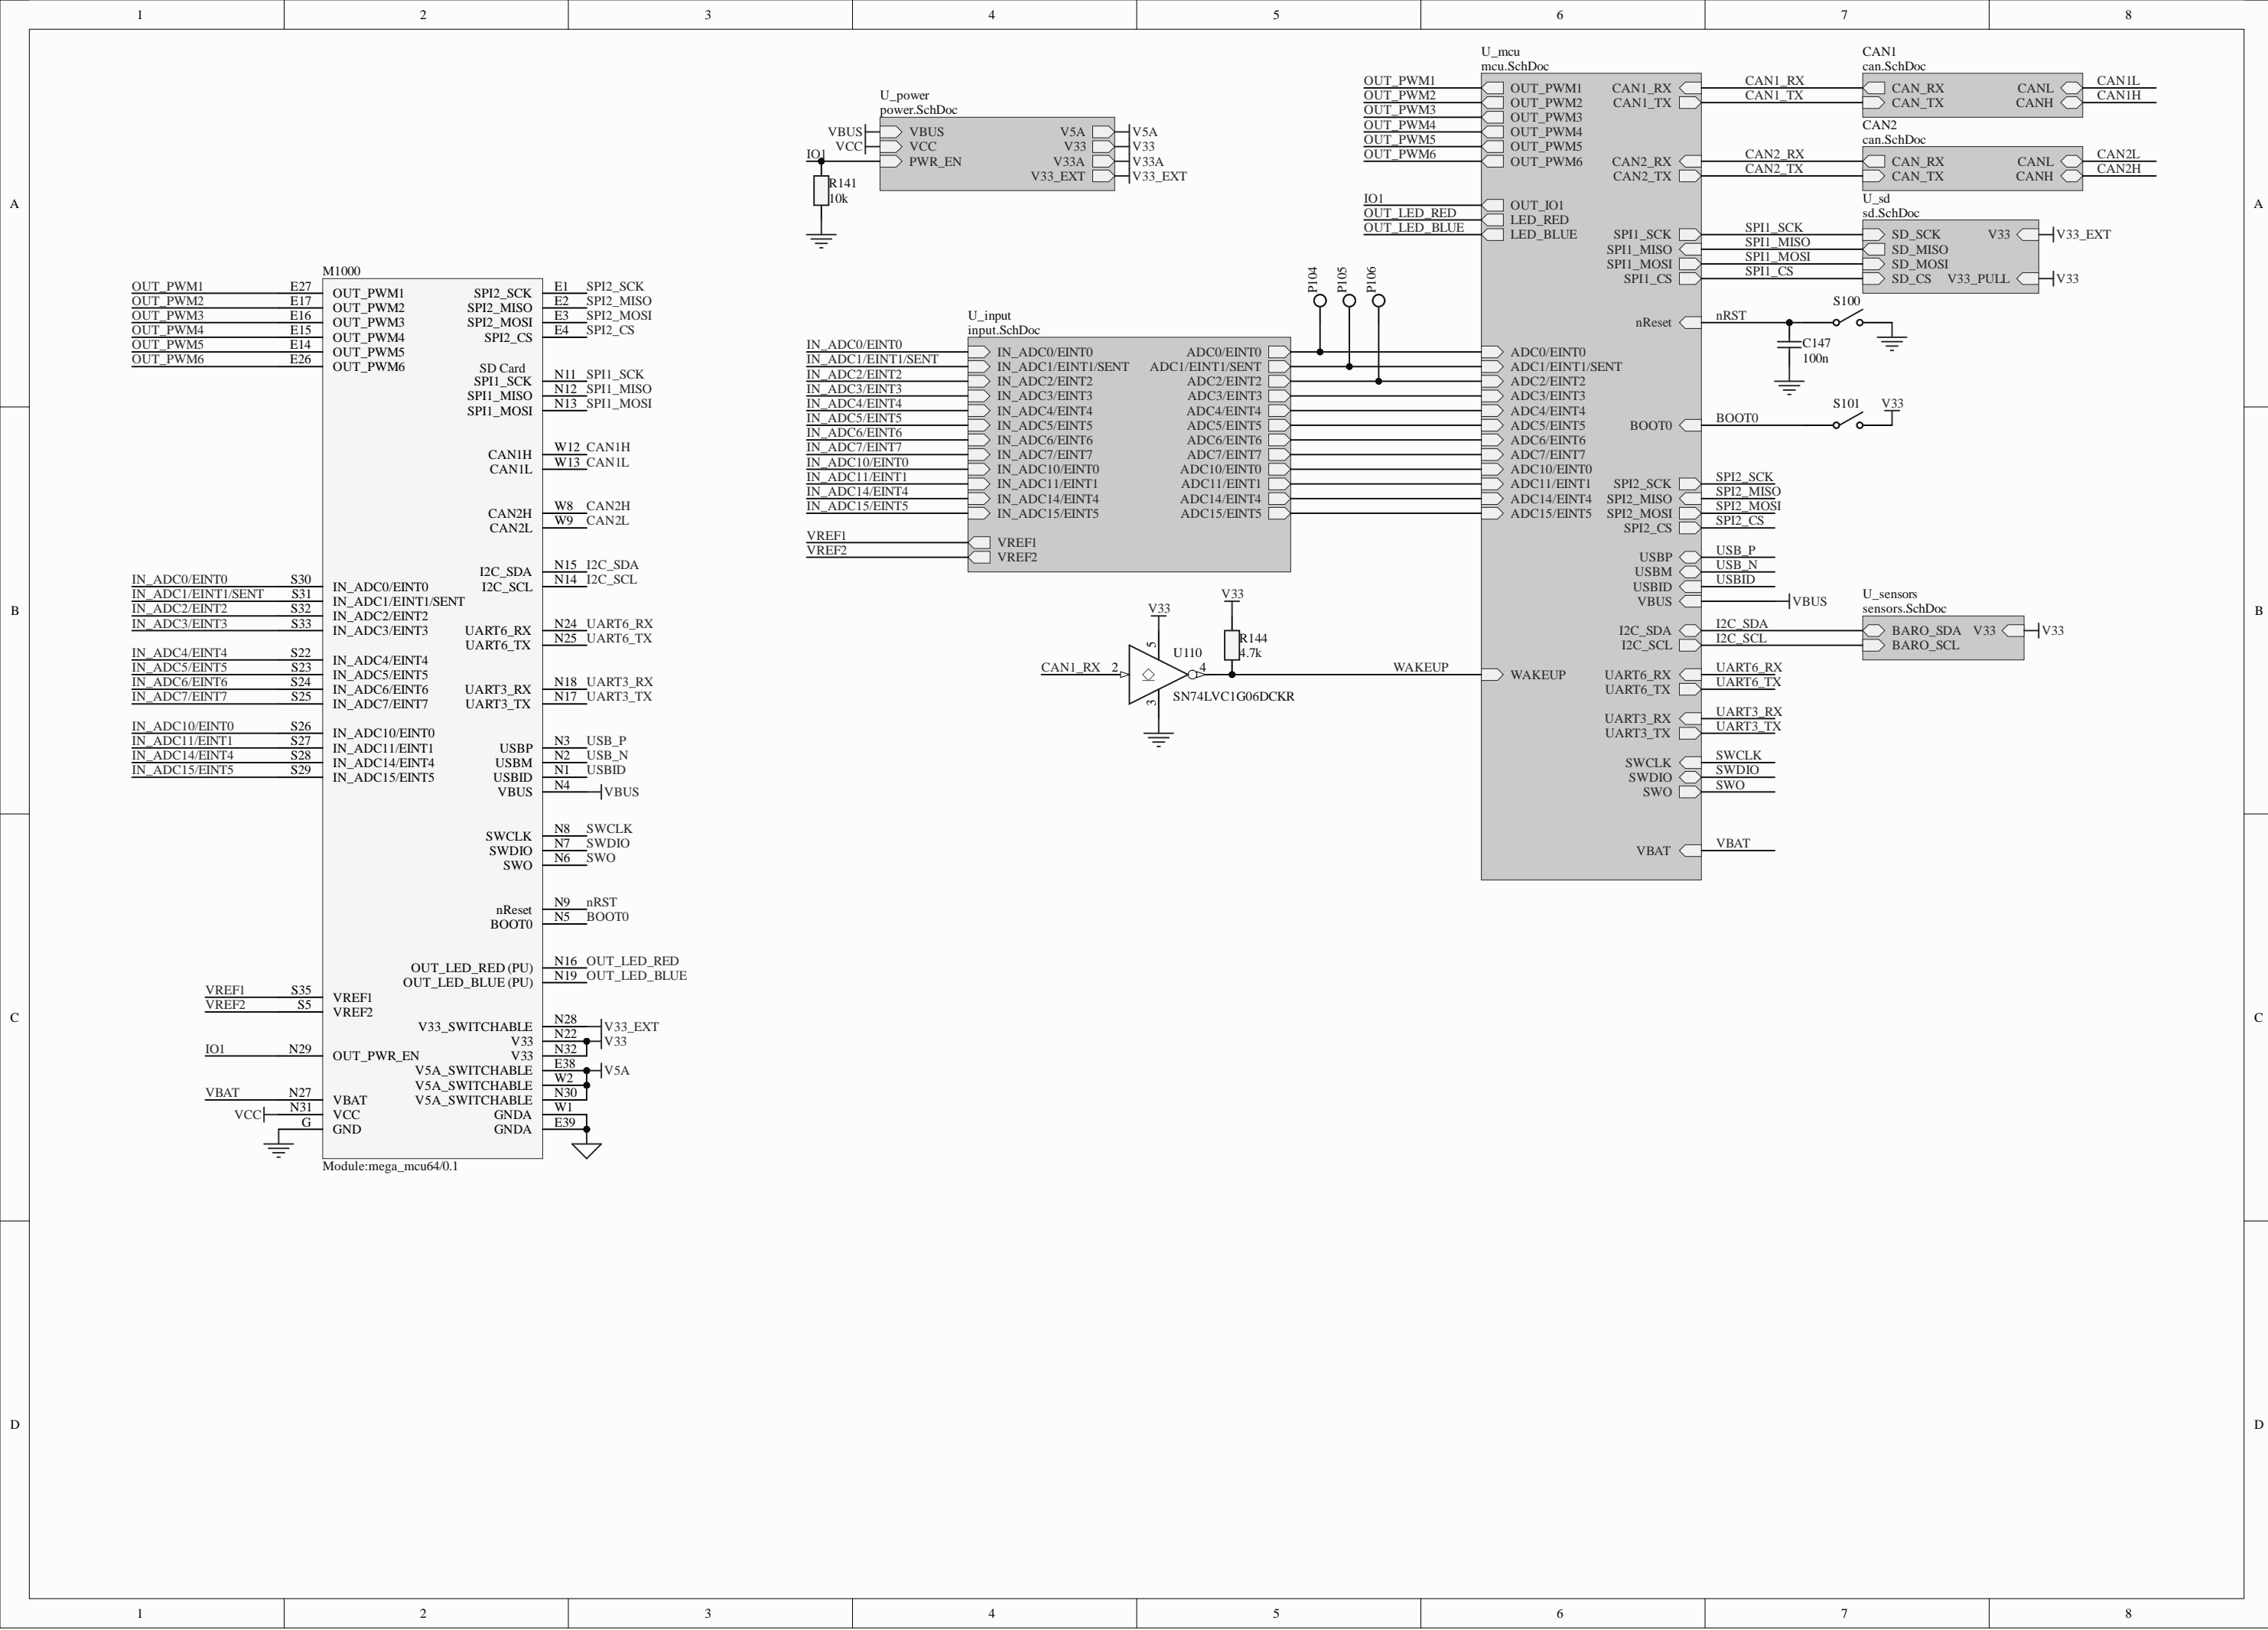 1 2 3 4 5 6 7 8
A
B
C
D
A
B
C
D
M1000
OUT_PWM1 E27 OUT_PWM1
OUT_PWM2 E17 OUT_PWM2
OUT_PWM3 E16 OUT_PWM3
OUT_PWM4 E15 OUT_PWM4
OUT_PWM5 E14 OUT_PWM5
OUT_PWM6 E26 OUT_PWM6
IN_ADC0/EINT0 S30 IN_ADC0/EINT0
IN_ADC1/EINT1/SENT S31 IN_ADC1/EINT1/SENT
IN_ADC2/EINT2 S32 IN_ADC2/EINT2
IN_ADC3/EINT3 S33 IN_ADC3/EINT3
IN_ADC4/EINT4 S22 IN_ADC4/EINT4
IN_ADC5/EINT5 S23 IN_ADC5/EINT5
IN_ADC6/EINT6 S24 IN_ADC6/EINT6
IN_ADC7/EINT7 S25 IN_ADC7/EINT7
IN_ADC10/EINT0 S26 IN_ADC10/EINT0
IN_ADC11/EINT1 S27 IN_ADC11/EINT1
IN_ADC14/EINT4 S28 IN_ADC14/EINT4
IN_ADC15/EINT5 S29 IN_ADC15/EINT5
VREF1 S35 VREF1
VREF2 S5 VREF2
IO1 N29 OUT_PWR_EN
VBAT N27 VBAT
VCC N31 VCC
G GND
SPI2_SCK E1 SPI2_SCK
SPI2_MISO E2 SPI2_MISO
SPI2_MOSI E3 SPI2_MOSI
SPI2_CS E4 SPI2_CS
SD Card
SPI1_SCK N11 SPI1_SCK
SPI1_MISO N12 SPI1_MISO
SPI1_MOSI N13 SPI1_MOSI
CAN1H W12 CAN1H
CAN1L W13 CAN1L
CAN2H W8 CAN2H
CAN2L W9 CAN2L
I2C_SDA N15 I2C_SDA
I2C_SCL N14 I2C_SCL
UART6_RX N24 UART6_RX
UART6_TX N25 UART6_TX
UART3_RX N18 UART3_RX
UART3_TX N17 UART3_TX
USBP N3 USB_P
USBM N2 USB_N
USBID N1 USBID
VBUS N4 VBUS
SWCLK N8 SWCLK
SWDIO N7 SWDIO
SWO N6 SWO
nReset N9 nRST
BOOT0 N5 BOOT0
OUT_LED_RED (PU) N16 OUT_LED_RED
OUT_LED_BLUE (PU) N19 OUT_LED_BLUE
V33_SWITCHABLE N28 V33_EXT
V33 N22 V33
V33 N32
V5A_SWITCHABLE E38 V5A
V5A_SWITCHABLE W2
V5A_SWITCHABLE N30
GNDA W1
GNDA E39
Module:mega_mcu64/0.1
U_power
power.SchDoc
VBUS VBUS V5A V5A
VCC VCC V33 V33
IO1 PWR_EN V33A V33A
V33_EXT V33_EXT
R141
10k
U_input
input.SchDoc
P104 P105 P106
IN_ADC0/EINT0 IN_ADC0/EINT0 ADC0/EINT0
IN_ADC1/EINT1/SENT IN_ADC1/EINT1/SENT ADC1/EINT1/SENT
IN_ADC2/EINT2 IN_ADC2/EINT2 ADC2/EINT2
IN_ADC3/EINT3 IN_ADC3/EINT3 ADC3/EINT3
IN_ADC4/EINT4 IN_ADC4/EINT4 ADC4/EINT4
IN_ADC5/EINT5 IN_ADC5/EINT5 ADC5/EINT5
IN_ADC6/EINT6 IN_ADC6/EINT6 ADC6/EINT6
IN_ADC7/EINT7 IN_ADC7/EINT7 ADC7/EINT7
IN_ADC10/EINT0 IN_ADC10/EINT0 ADC10/EINT0
IN_ADC11/EINT1 IN_ADC11/EINT1 ADC11/EINT1
IN_ADC14/EINT4 IN_ADC14/EINT4 ADC14/EINT4
IN_ADC15/EINT5 IN_ADC15/EINT5 ADC15/EINT5
VREF1 VREF1
VREF2 VREF2
V33
V33
5
R144
4.7k
U110
CAN1_RX 2 4 WAKEUP
3
SN74LVC1G06DCKR
U_mcu
mcu.SchDoc
OUT_PWM1 OUT_PWM1
OUT_PWM2 OUT_PWM2
OUT_PWM3 OUT_PWM3
OUT_PWM4 OUT_PWM4
OUT_PWM5 OUT_PWM5
OUT_PWM6 OUT_PWM6
IO1 OUT_IO1
OUT_LED_RED LED_RED
OUT_LED_BLUE LED_BLUE
ADC0/EINT0
ADC1/EINT1/SENT
ADC2/EINT2
ADC3/EINT3
ADC4/EINT4
ADC5/EINT5
ADC6/EINT6
ADC7/EINT7
ADC10/EINT0
ADC11/EINT1
ADC14/EINT4
ADC15/EINT5
WAKEUP
CAN1_RX CAN1_RX
CAN1_TX CAN1_TX
CAN2_RX CAN2_RX
CAN2_TX CAN2_TX
SPI1_SCK SPI1_SCK
SPI1_MISO SPI1_MISO
SPI1_MOSI SPI1_MOSI
SPI1_CS SPI1_CS
nReset nRST
S100
C147
100n
S101
V33
BOOT0 BOOT0
SPI2_SCK SPI2_SCK
SPI2_MISO SPI2_MISO
SPI2_MOSI SPI2_MOSI
SPI2_CS SPI2_CS
USBP USB_P
USBM USB_N
USBID USBID
VBUS VBUS
I2C_SDA I2C_SDA
I2C_SCL I2C_SCL
UART6_RX UART6_RX
UART6_TX UART6_TX
UART3_RX UART3_RX
UART3_TX UART3_TX
SWCLK SWCLK
SWDIO SWDIO
SWO SWO
VBAT VBAT
CAN1
can.SchDoc
CAN_RX CANL CAN1L
CAN_TX CANH CAN1H
CAN2
can.SchDoc
CAN_RX CANL CAN2L
CAN_TX CANH CAN2H
U_sd
sd.SchDoc
SD_SCK V33 V33_EXT
SD_MISO
SD_MOSI
SD_CS V33_PULL V33
U_sensors
sensors.SchDoc
BARO_SDA V33 V33
BARO_SCL
1 2 3 4 5 6 7 8